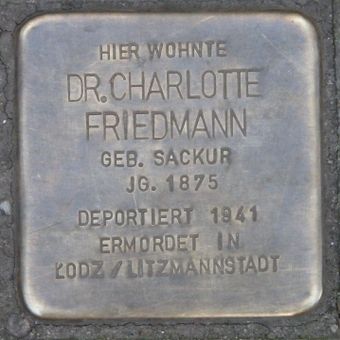 HIER WOHNTE
DR. CHARLOTTE
FRIEDMANN
GEB. SACKUR
JG. 1875
DEPORTIERT 1941
ERMORDET IN
ŁODZ / LITZMANNSTADT